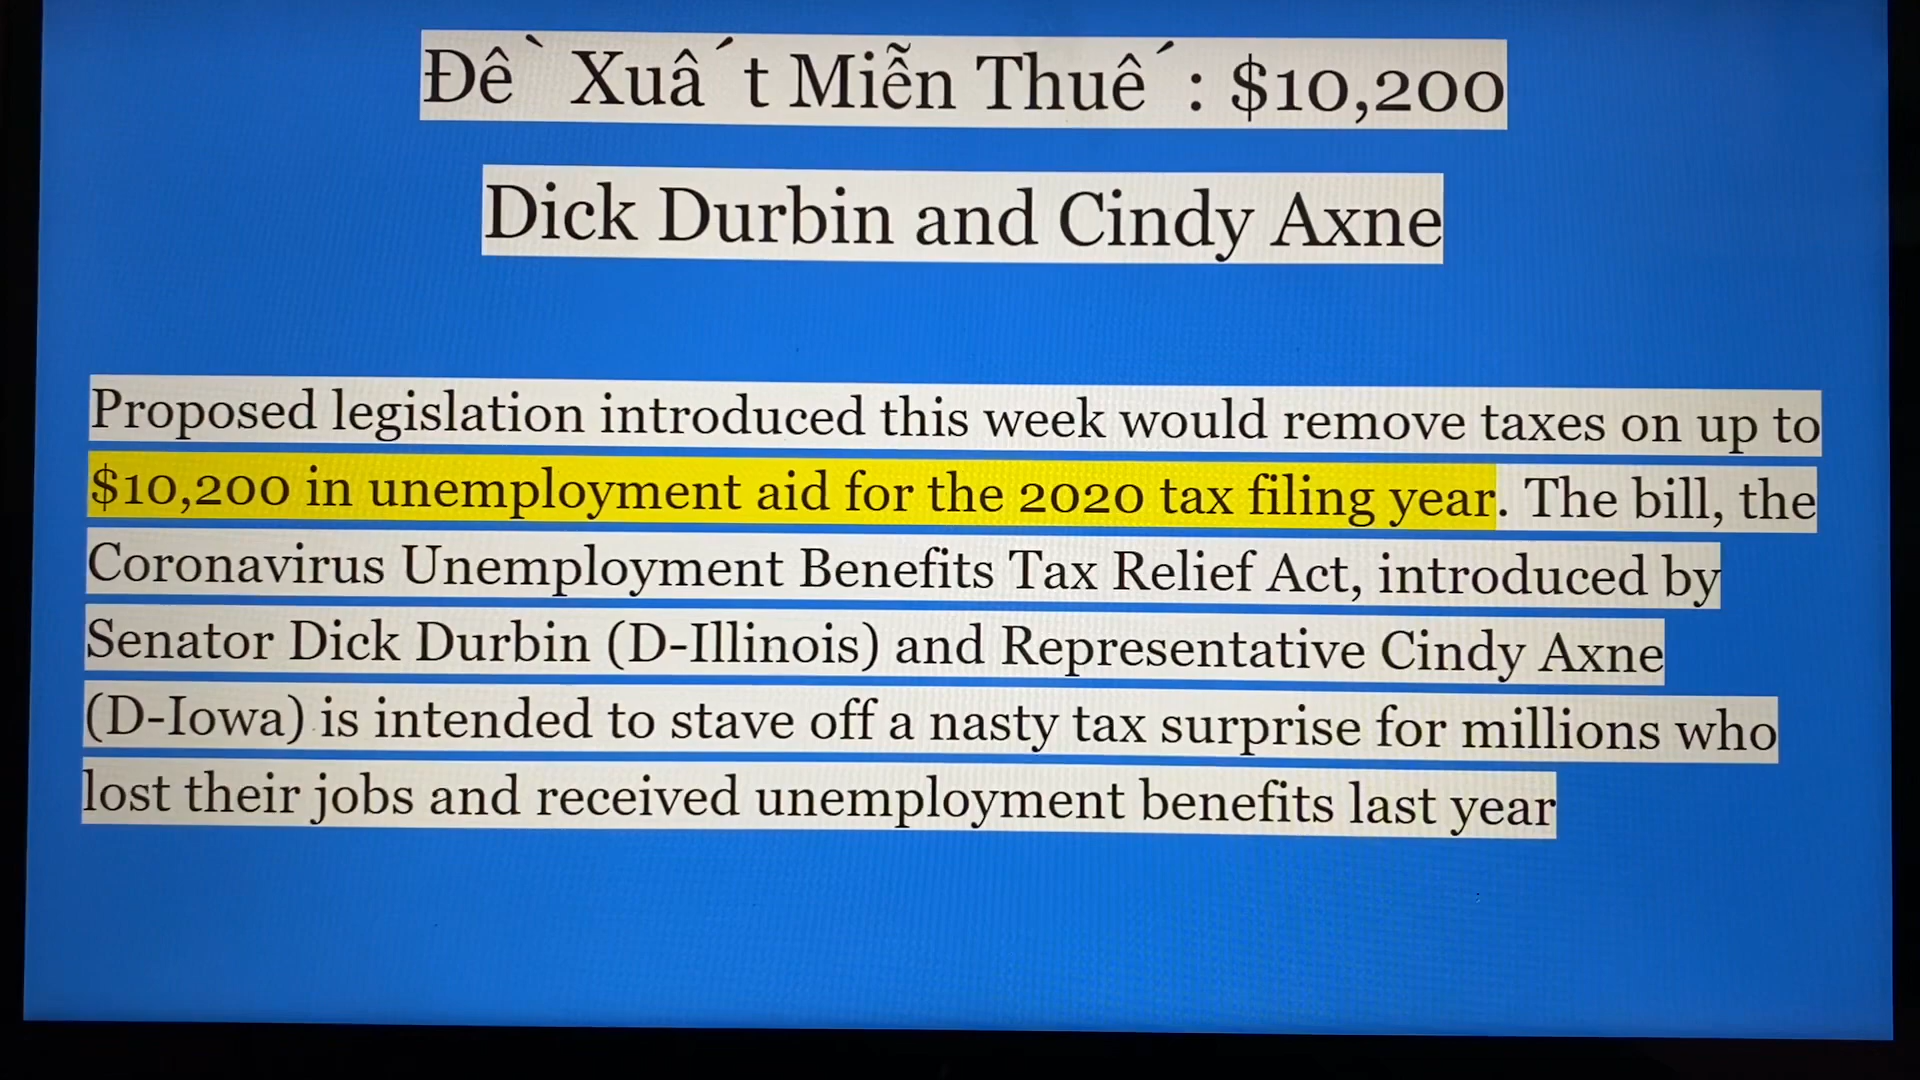 Đề Xuất Miễn Thuế: $10,200
Dick Durbin and Cindy Axne
Proposed legislation introduced this week would remove taxes on up to
$10,200 in unemployment aid for the 2020 tax filing year. The bill, the
Coronavirus Unemployment Benefits Tax Relief Act, introduced by
Senator Dick Durbin (D-Illinois) and Representative Cindy Axne
(D-Iowa) is intended to stave off a nasty tax surprise for millions who
lost their jobs and received unemployment benefits last year